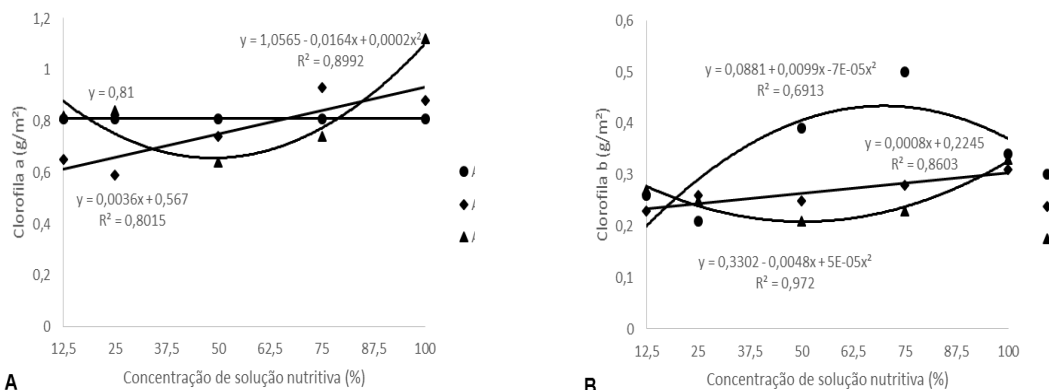 1,2
1
0,8
0,6
0,4
0,2
0
Clorofila a (g/m²)
y = 1,0565 - 0,0164x + 0,0002x²
R² = 0,8992
y = 0,81
y = 0,0036x + 0,567
R² = 0,8015
12,5 25 37,5 50 62,5 75 87,5 100
Concentração de solução nutritiva (%)
A
0,6
0,5
0,4
0,3
0,2
0,1
0
Clorofila b (g/m²)
y = 0,0881 + 0,0099x -7E-05x²
R² = 0,6913
y = 0,0008x + 0,2245
R² = 0,8603
y = 0,3302 - 0,0048x + 5E-05x²
R² = 0,972
12,5 25 37,5 50 62,5 75 87,5 100
Concentração de solução nutritiva (%)
B